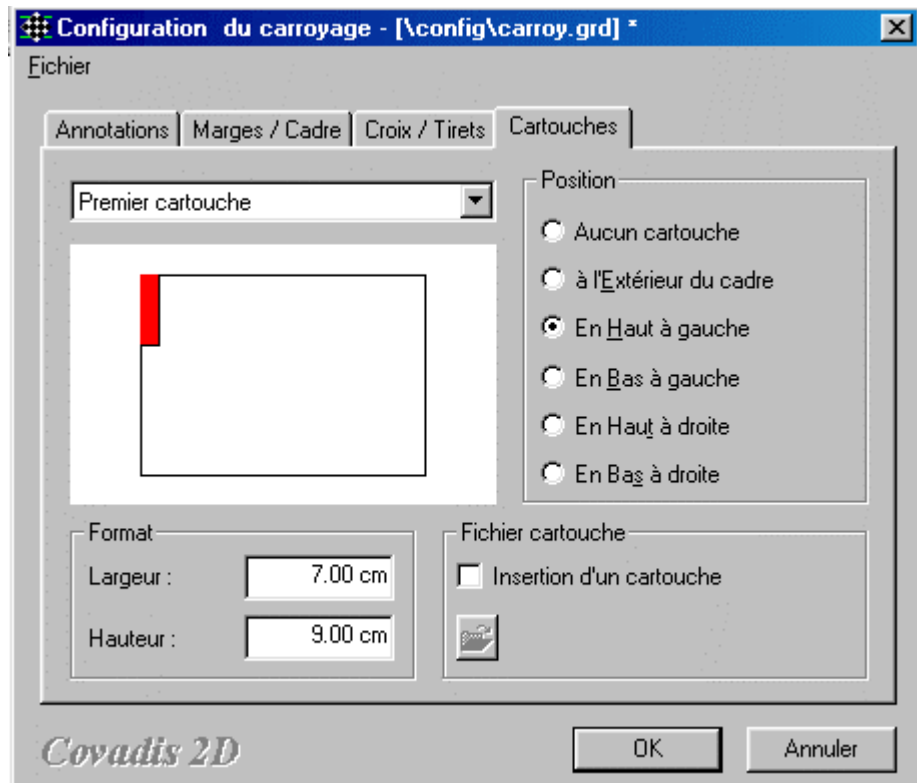 Configuration du carroyage - [\config\carroy.grd] *
Fichier
Annotations
Marges / Cadre
Croix / Tirets
Cartouches
Premier cartouche
Position
Aucun cartouche
à l'Extérieur du cadre
En Haut à gauche
En Bas à gauche
En Haut à droite
En Bas à droite
Format
Largeur :
7.00 cm
Hauteur :
9.00 cm
Fichier cartouche
Insertion d'un cartouche
Covadis 2D
OK
Annuler